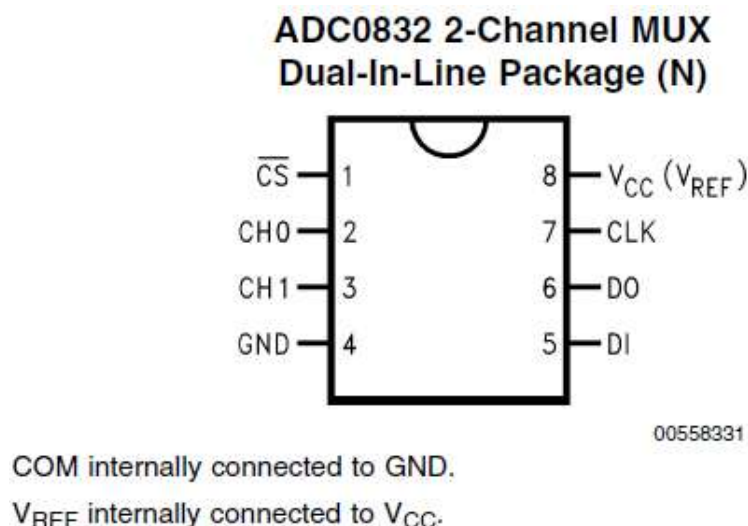 ADC0832 2-Channel MUX
Dual-In-Line Package (N)
C̅S̅ 1 8 VCC (VREF)
CH0 2 7 CLK
CH1 3 6 DO
GND 4 5 DI
00558331
COM internally connected to GND.
VREF internally connected to VCC.